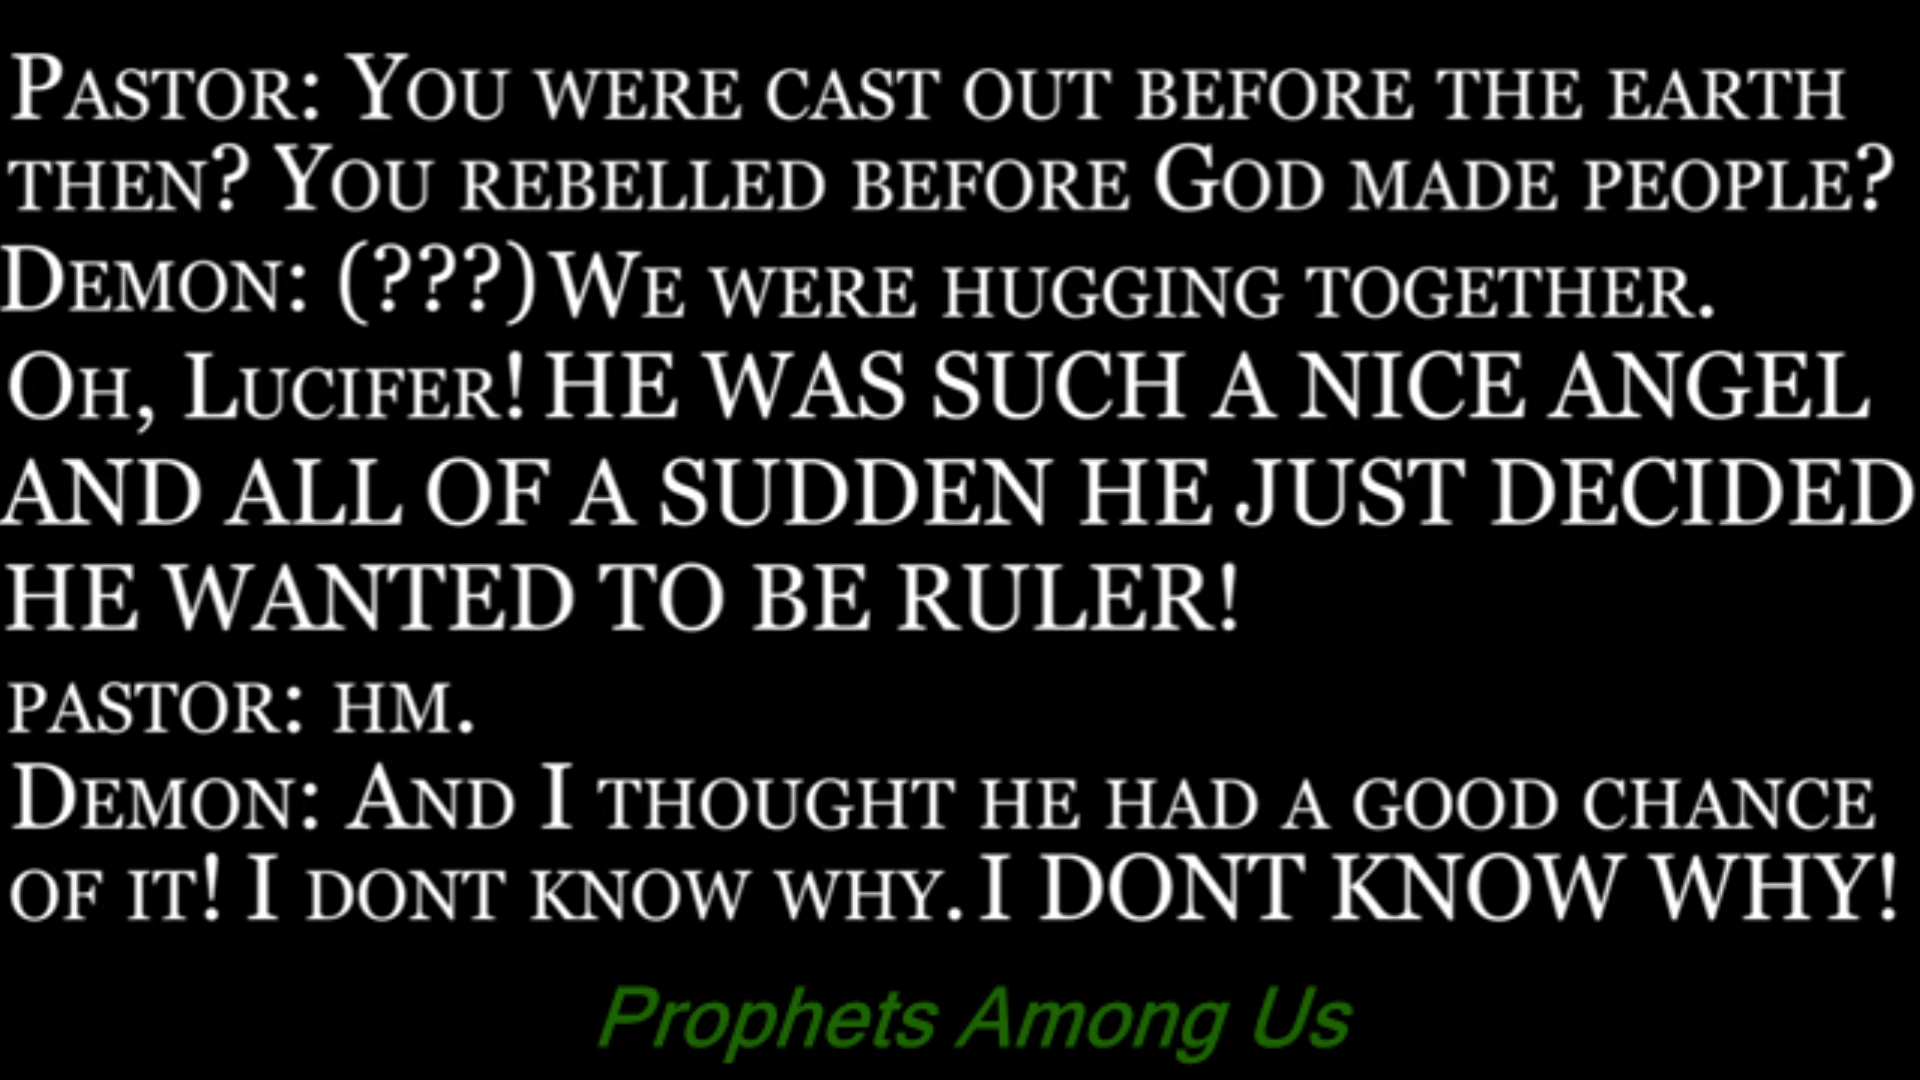 Pastor: You were cast out before the earth
then? You rebelled before God made people?
Demon: (???) We were hugging together.
Oh, Lucifer! HE WAS SUCH A NICE ANGEL
AND ALL OF A SUDDEN HE JUST DECIDED
HE WANTED TO BE RULER!
pastor: hm.
Demon: And I thought he had a good chance
of it! I dont know why. I DONT KNOW WHY!
Prophets Among Us